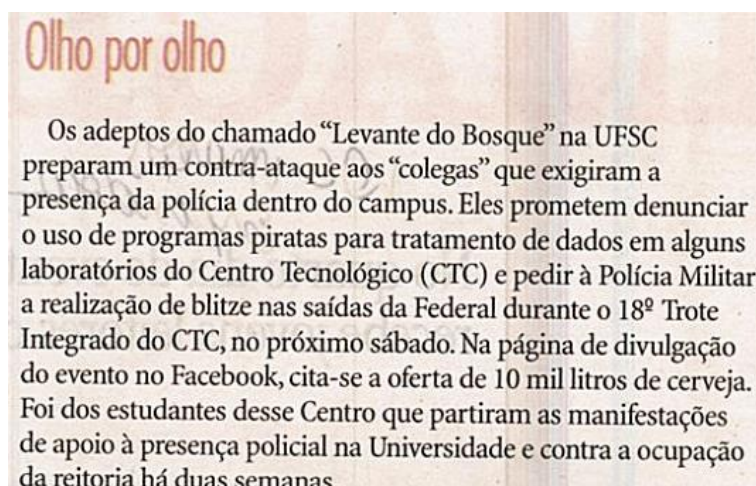 Olho por olho
Os adeptos do chamado “Levante do Bosque” na UFSC
preparam um contra-ataque aos “colegas” que exigiram a
presença da polícia dentro do campus. Eles prometem denunciar
o uso de programas piratas para tratamento de dados em alguns
laboratórios do Centro Tecnológico (CTC) e pedir à Polícia Militar
a realização de blitze nas saídas da Federal durante o 18º Trote
Integrado do CTC, no próximo sábado. Na página de divulgação
do evento no Facebook, cita-se a oferta de 10 mil litros de cerveja.
Foi dos estudantes desse Centro que partiram as manifestações
de apoio à presença policial na Universidade e contra a ocupação
da reitoria há duas semanas.